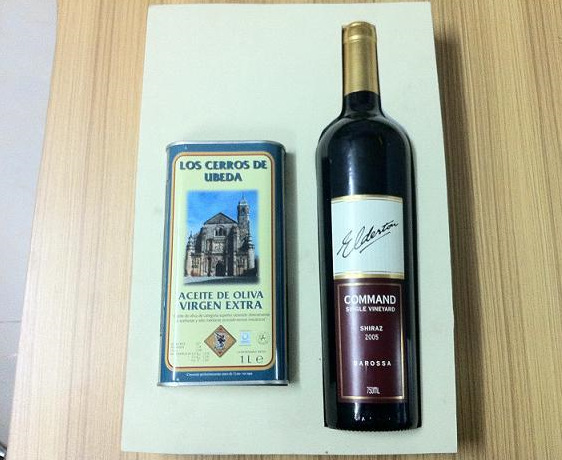 LOS CERROS DE
UBEDA
ACEITE DE OLIVA
VIRGEN EXTRA
1 L e
Elderton
COMMAND
SINGLE VINEYARD
SHIRAZ
2005
BAROSSA
750mL